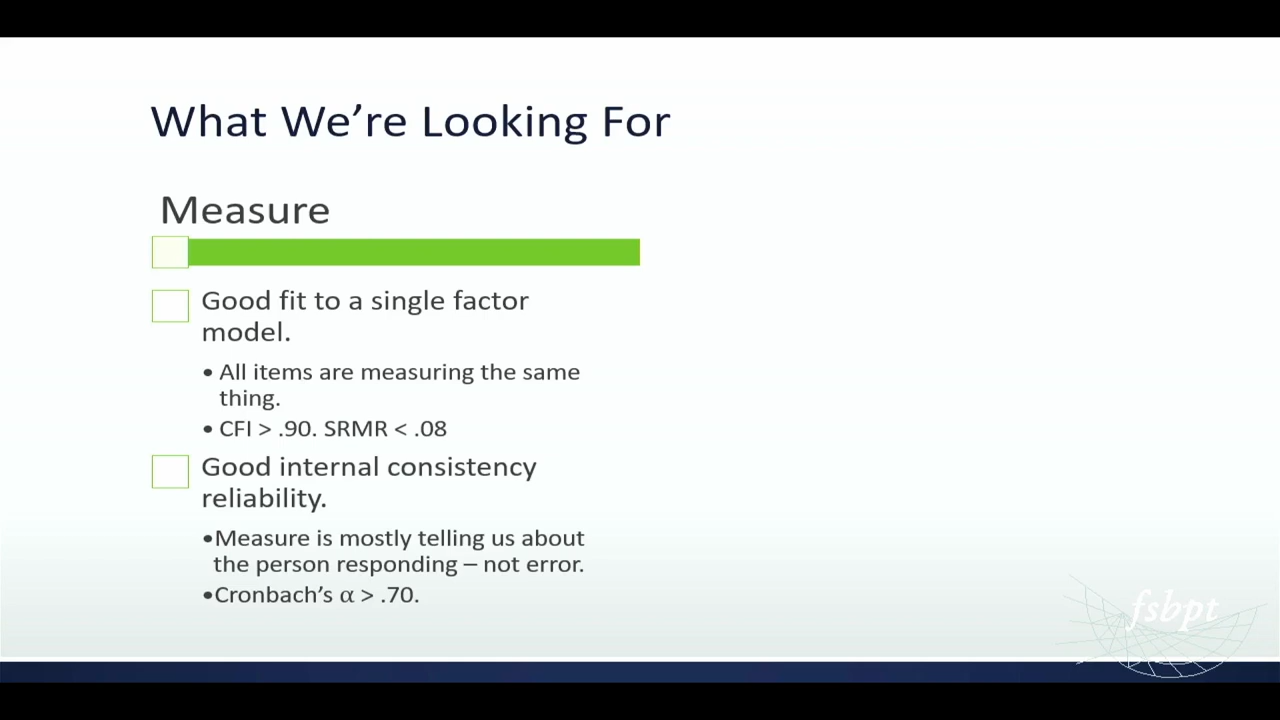 What We’re Looking For
Measure
Good fit to a single factor
model.
• All items are measuring the same
thing.
• CFI > .90. SRMR < .08
Good internal consistency
reliability.
•Measure is mostly telling us about
the person responding – not error.
•Cronbach’s α > .70.
fsbpt